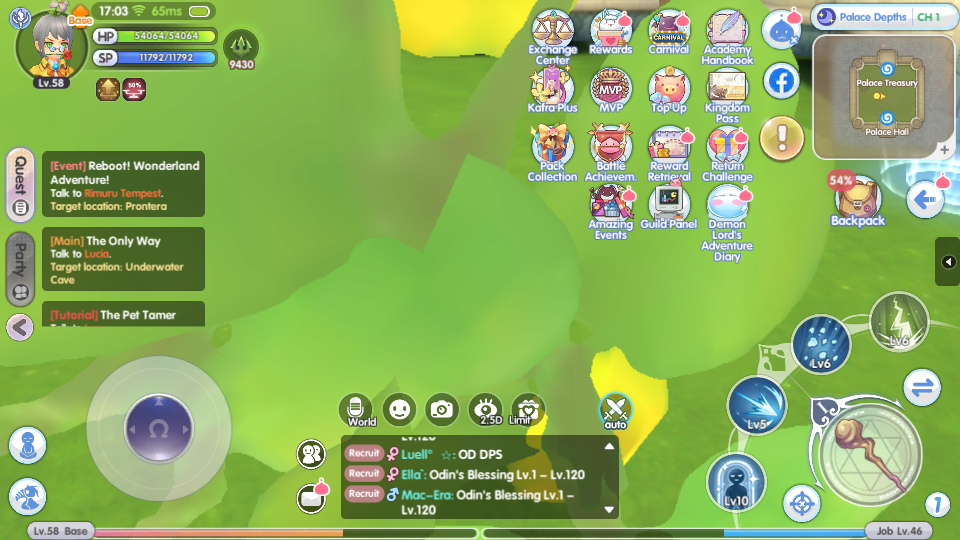 17:03
65ms
Base
HP 54064/54064
SP 11792/11792
Lv.58
50%
9430
Quest
[Event] Reboot! Wonderland
Adventure!
Talk to Rimuru Tempest.
Target location: Prontera
[Main] The Only Way
Talk to Lucia.
Target location: Underwater
Cave
Party
[Tutorial] The Pet Tamer
Exchange
Center
Rewards
Carnival
Academy
Handbook
Kafra Plus
MVP
MVP
Top Up
Kingdom
Pass
Pack
Collection
Battle
Achievem.
Reward
Retrieval
Return
Challenge
Amazing
Events
Guild Panel
Demon
Lord's
Adventure
Diary
Palace Depths CH 1
Palace Treasury
Palace Hall
54%
Backpack
World
2.5D
Limit
auto
Lv.120
Recruit Luell° ☆: OD DPS
Recruit Ella~: Odin's Blessing Lv.1 – Lv.120
Recruit Mac-Era: Odin's Blessing Lv.1 –
Lv.120
Lv6
Lv6
Lv5
Lv10
1
Lv.58 Base
Job Lv.46